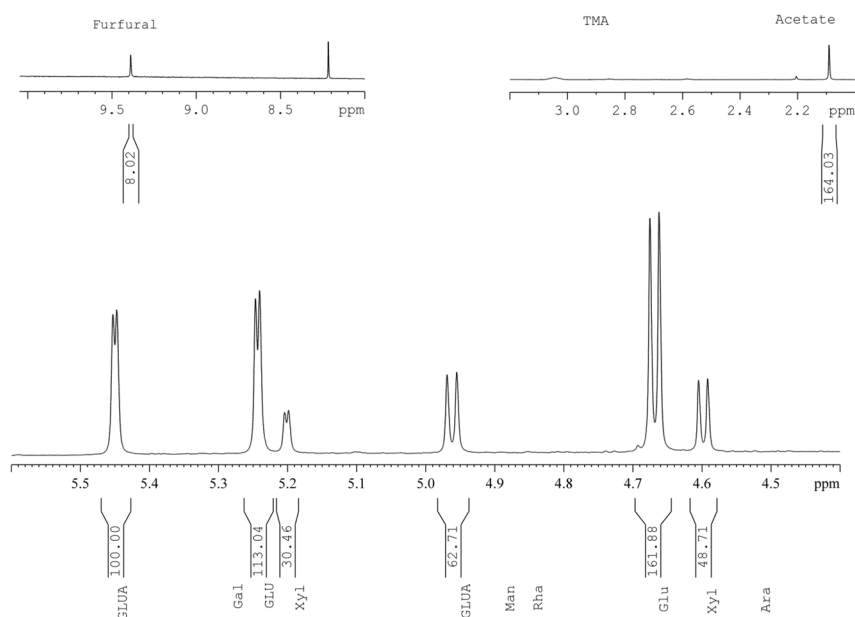 Furfural
TMA
Acetate
9.5 9.0 8.5 ppm
3.0 2.8 2.6 2.4 2.2 ppm
8.02
164.03
5.5 5.4 5.3 5.2 5.1 5.0 4.9 4.8 4.7 4.6 4.5 ppm
100.00
113.04
30.46
62.71
161.88
48.71
GLUA
Gal
GLU
Xyl
GLUA
Man
Rha
Glu
Xyl
Ara